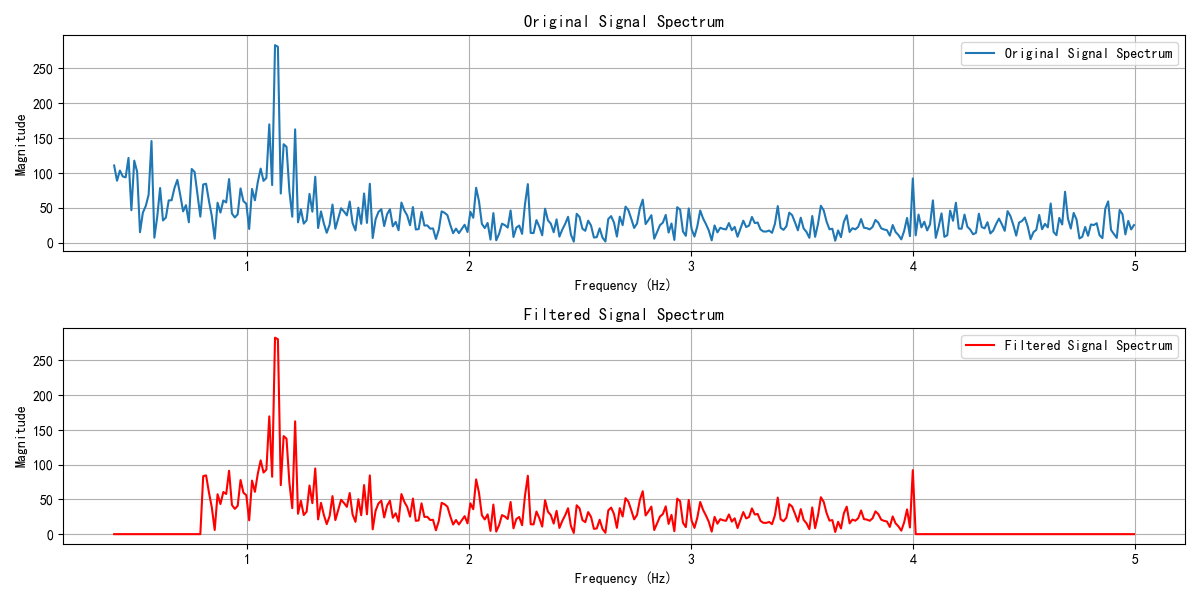 Original Signal Spectrum
Original Signal Spectrum
Magnitude
250
200
150
100
50
0
1 2 3 4 5
Frequency (Hz)
Filtered Signal Spectrum
Filtered Signal Spectrum
Magnitude
250
200
150
100
50
0
1 2 3 4 5
Frequency (Hz)